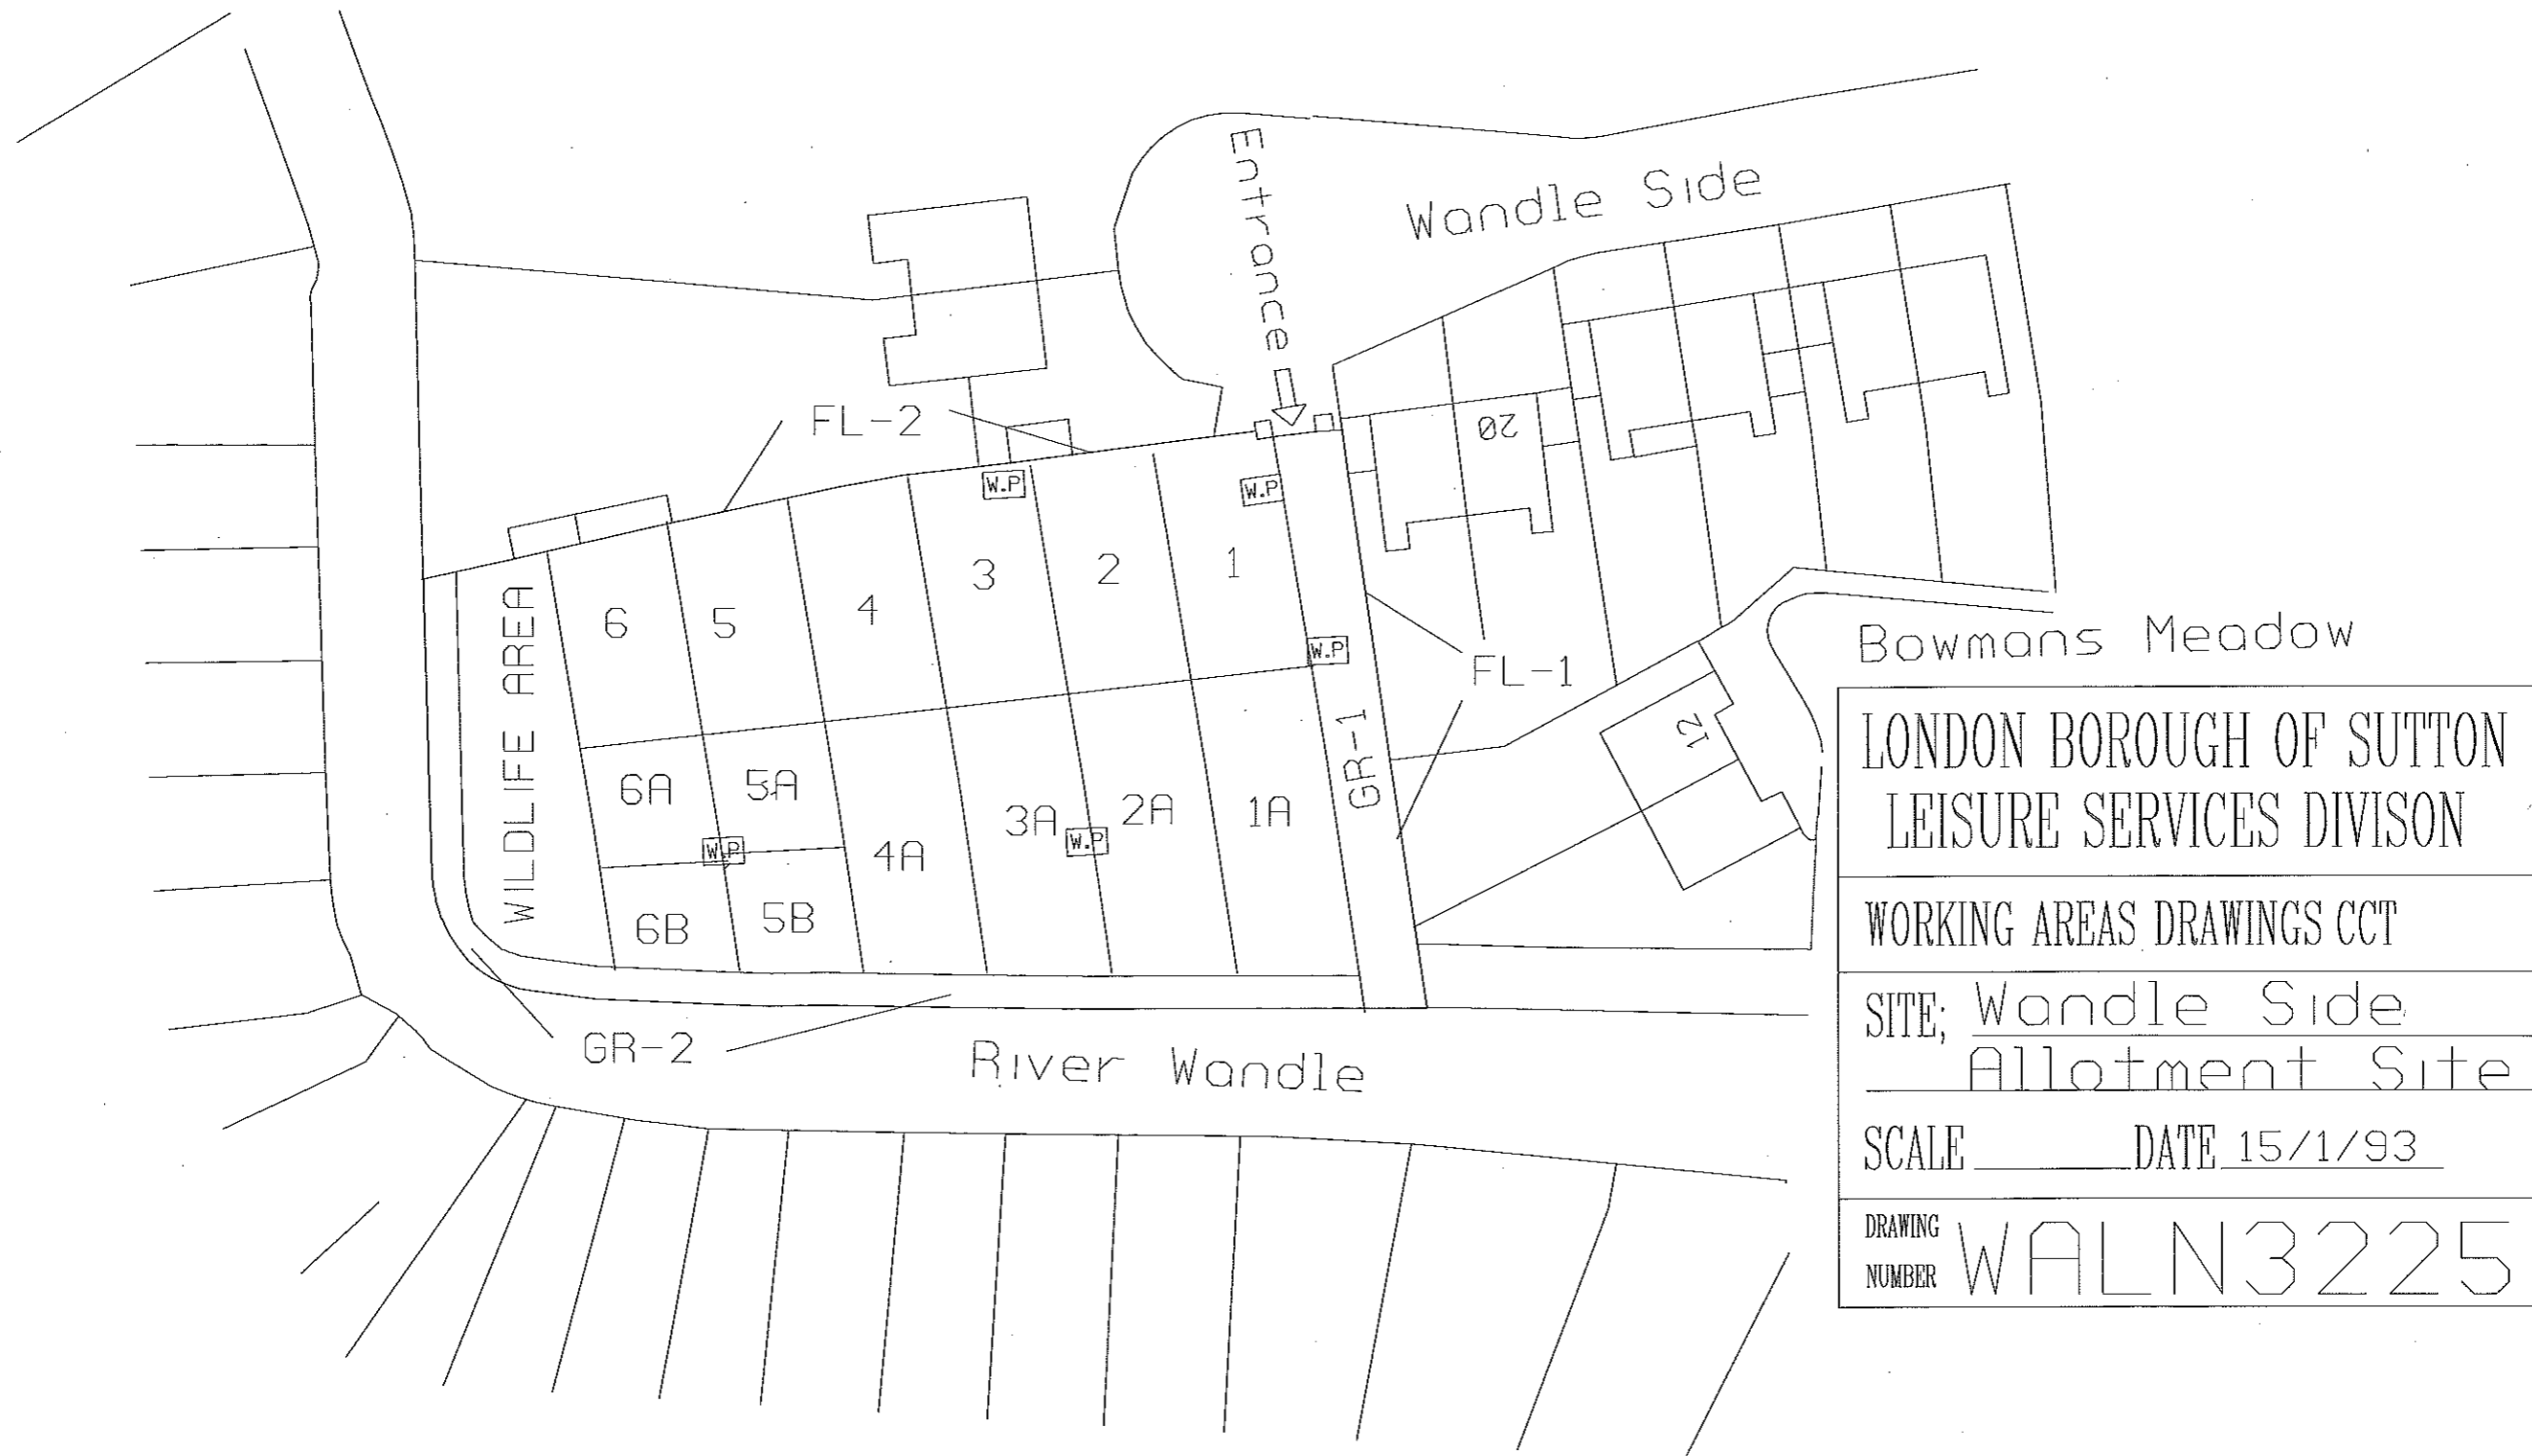 Entrance
Wandle Side
FL-2
20
W.P
W.P
3
2
1
4
6
5
WILDLIFE AREA
W.P
FL-1
Bowmans Meadow
GR-1
12
6A
5A
3A
2A
1A
W.P
W.P
4A
6B
5B
GR-2
River Wandle
LONDON BOROUGH OF SUTTON
LEISURE SERVICES DIVISON
WORKING AREAS DRAWINGS CCT
SITE; Wandle Side
Allotment Site
SCALE DATE 15/1/93
DRAWING NUMBER WALN3225